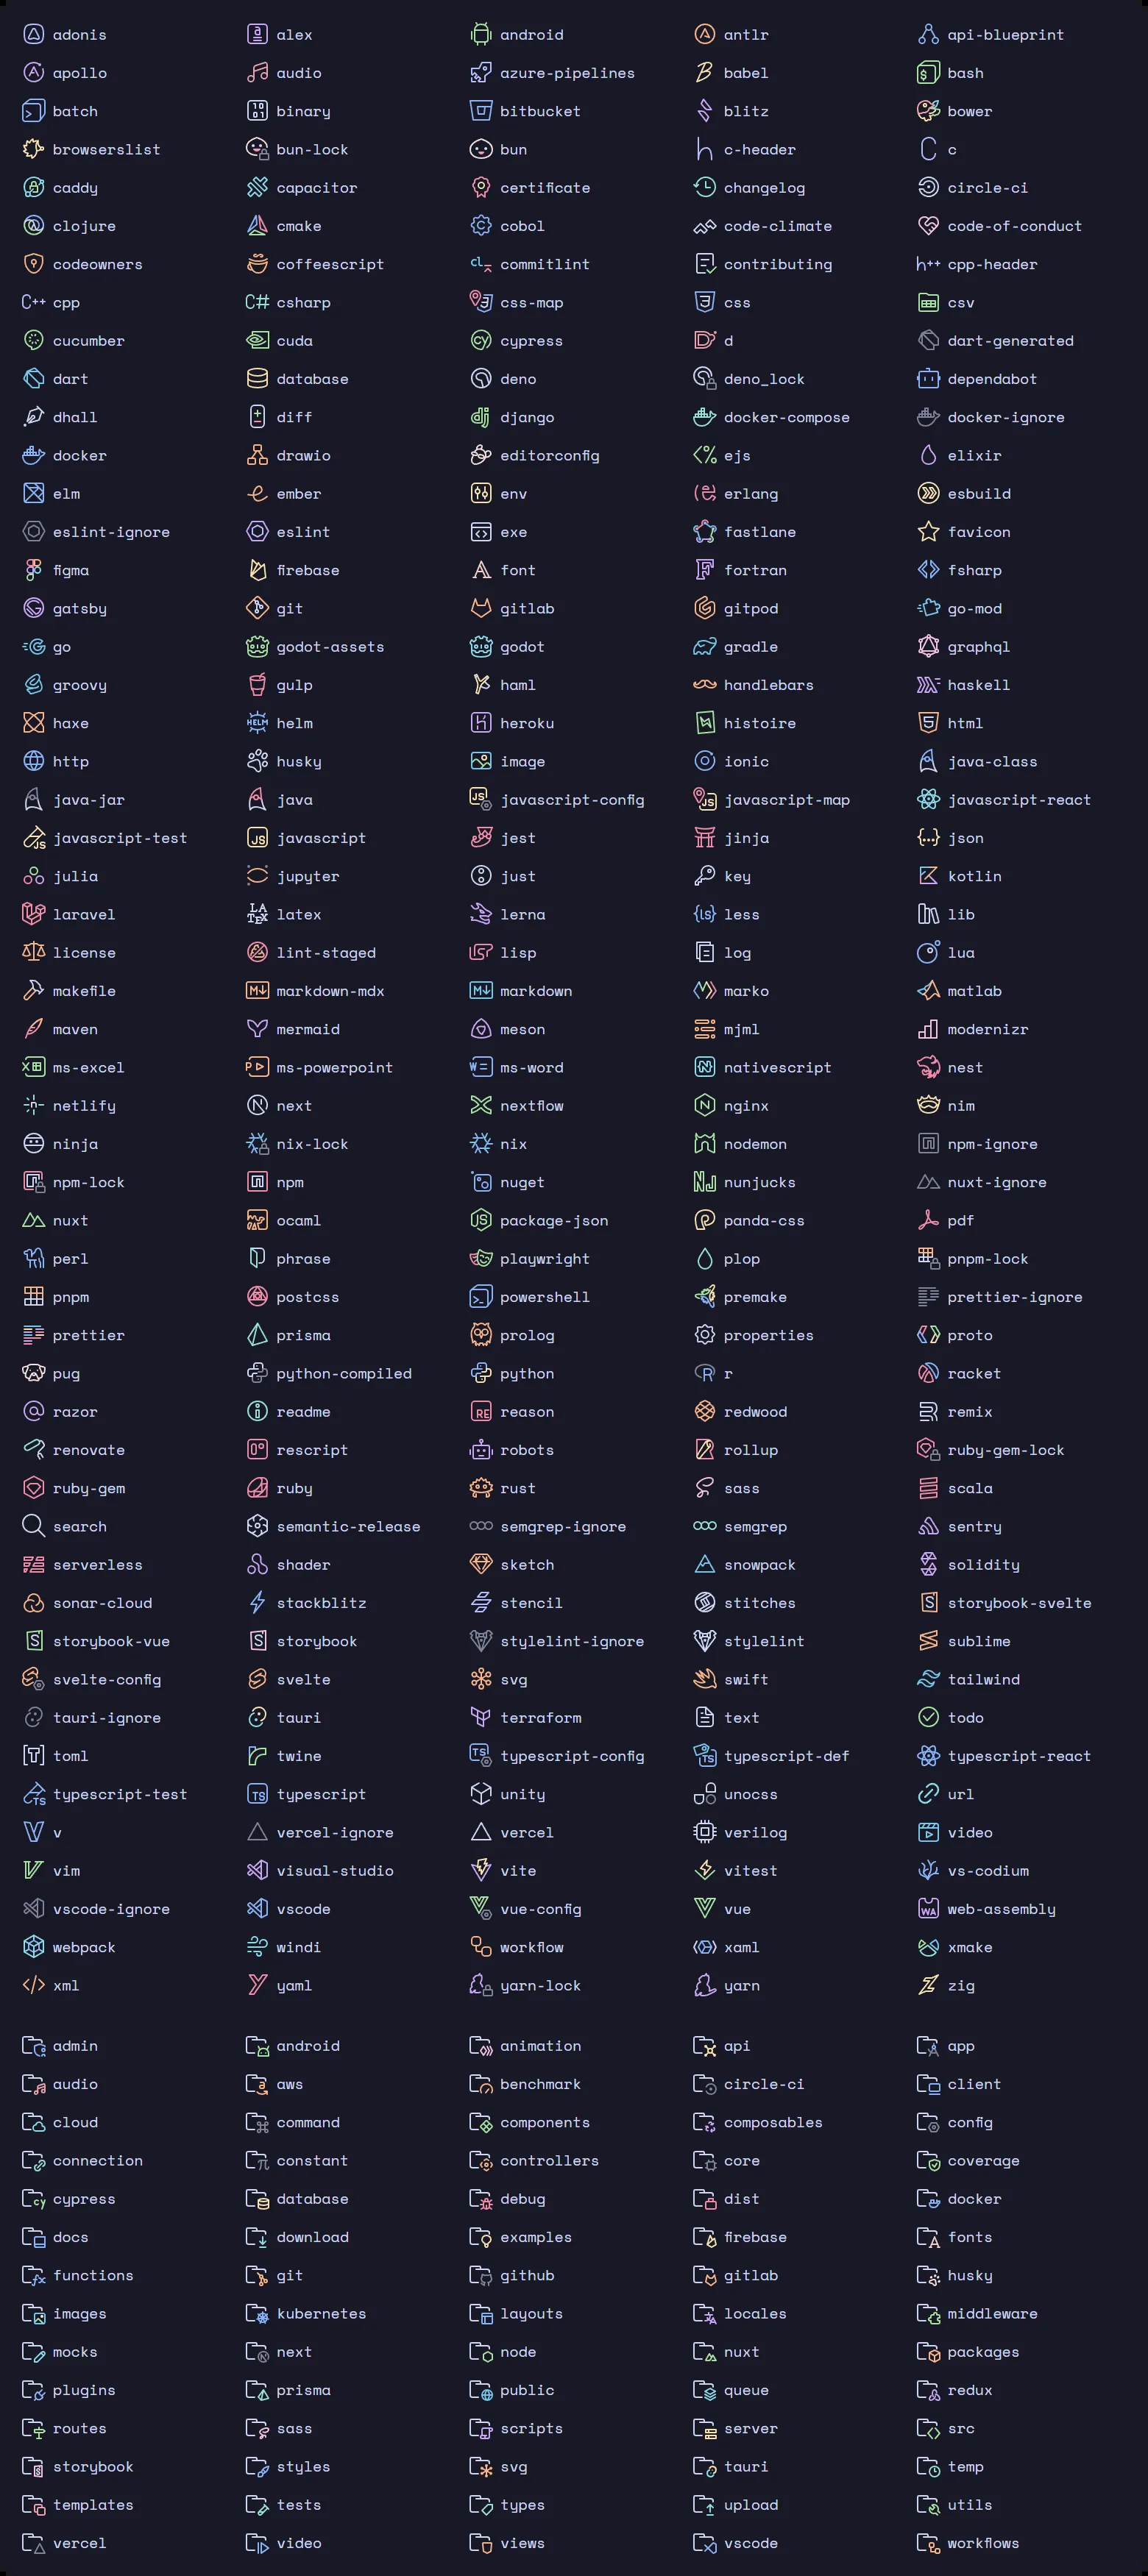 adonis alex android antlr api-blueprint
apollo audio azure-pipelines babel bash
batch binary bitbucket blitz bower
browserslist bun-lock bun c-header c
caddy capacitor certificate changelog circle-ci
clojure cmake cobol code-climate code-of-conduct
codeowners coffeescript commitlint contributing cpp-header
cpp csharp css-map css csv
cucumber cuda cypress d dart-generated
dart database deno deno_lock dependabot
dhall diff django docker-compose docker-ignore
docker drawio editorconfig ejs elixir
elm ember env erlang esbuild
eslint-ignore eslint exe fastlane favicon
figma firebase font fortran fsharp
gatsby git gitlab gitpod go-mod
go godot-assets godot gradle graphql
groovy gulp haml handlebars haskell
haxe helm heroku histoire html
http husky image ionic java-class
java-jar java javascript-config javascript-map javascript-react
javascript-test javascript jest jinja json
julia jupyter just key kotlin
laravel latex lerna less lib
license lint-staged lisp log lua
makefile markdown-mdx markdown marko matlab
maven mermaid meson mjml modernizr
ms-excel ms-powerpoint ms-word nativescript nest
netlify next nextflow nginx nim
ninja nix-lock nix nodemon npm-ignore
npm-lock npm nuget nunjucks nuxt-ignore
nuxt ocaml package-json panda-css pdf
perl phrase playwright plop pnpm-lock
pnpm postcss powershell premake prettier-ignore
prettier prisma prolog properties proto
pug python-compiled python r racket
razor readme reason redwood remix
renovate rescript robots rollup ruby-gem-lock
ruby-gem ruby rust sass scala
search semantic-release semgrep-ignore semgrep sentry
serverless shader sketch snowpack solidity
sonar-cloud stackblitz stencil stitches storybook-svelte
storybook-vue storybook stylelint-ignore stylelint sublime
svelte-config svelte svg swift tailwind
tauri-ignore tauri terraform text todo
toml twine typescript-config typescript-def typescript-react
typescript-test typescript unity unocss url
v vercel-ignore vercel verilog video
vim visual-studio vite vitest vs-codium
vscode-ignore vscode vue-config vue web-assembly
webpack windi workflow xaml xmake
xml yaml yarn-lock yarn zig
admin android animation api app
audio aws benchmark circle-ci client
cloud command components composables config
connection constant controllers core coverage
cypress database debug dist docker
docs download examples firebase fonts
functions git github gitlab husky
images kubernetes layouts locales middleware
mocks next node nuxt packages
plugins prisma public queue redux
routes sass scripts server src
storybook styles svg tauri temp
templates tests types upload utils
vercel video views vscode workflows